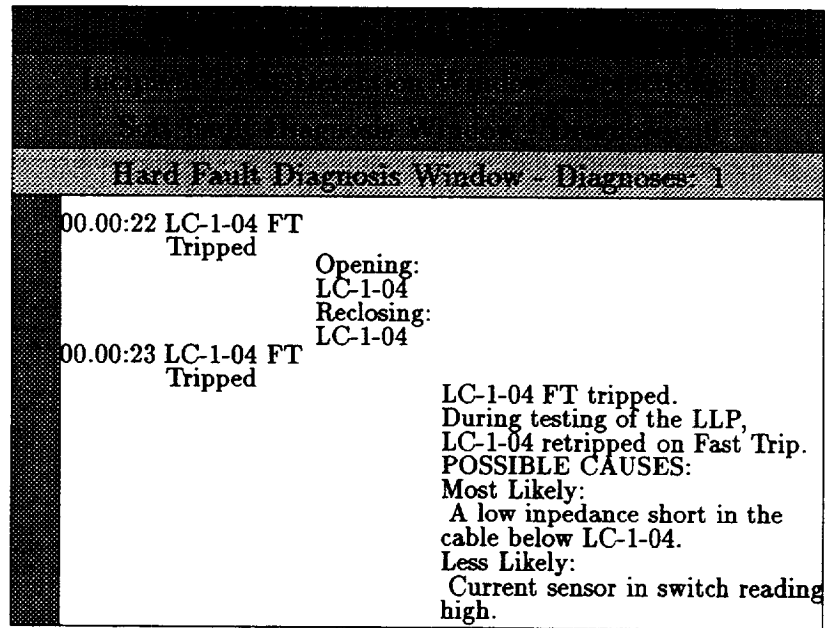 Hard Fault Diagnosis Window - Diagnoses: 1
00.00:22 LC-1-04 FT
Tripped
Opening:
LC-1-04
Reclosing:
LC-1-04
00.00:23 LC-1-04 FT
Tripped
LC-1-04 FT tripped.
During testing of the LLP,
LC-1-04 retripped on Fast Trip.
POSSIBLE CAUSES:
Most Likely:
A low inpedance short in the
cable below LC-1-04.
Less Likely:
Current sensor in switch reading
high.